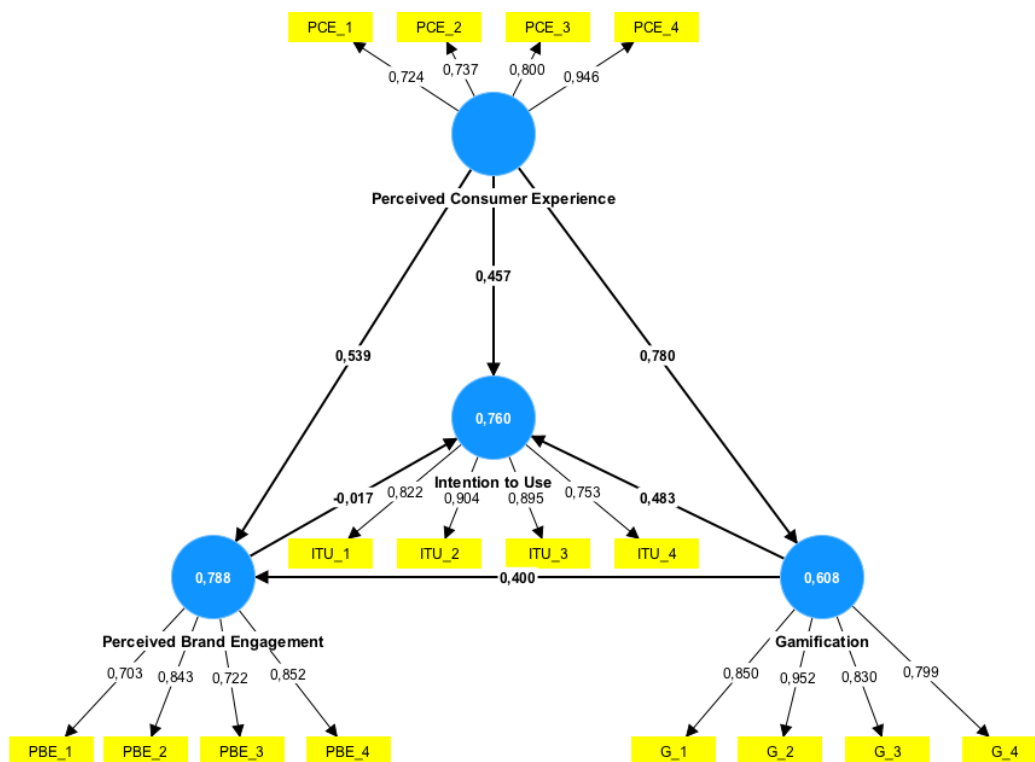 PCE_1 PCE_2 PCE_3 PCE_4
0,724 0,737 0,800 0,946
Perceived Consumer Experience
0,457
0,539 0,780
0,760
Intention to Use
-0,017 0,822 0,904 0,895 0,753 0,483
ITU_1 ITU_2 ITU_3 ITU_4
0,788 0,400 0,608
Perceived Brand Engagement Gamification
0,703 0,843 0,722 0,852 0,850 0,952 0,830 0,799
PBE_1 PBE_2 PBE_3 PBE_4 G_1 G_2 G_3 G_4